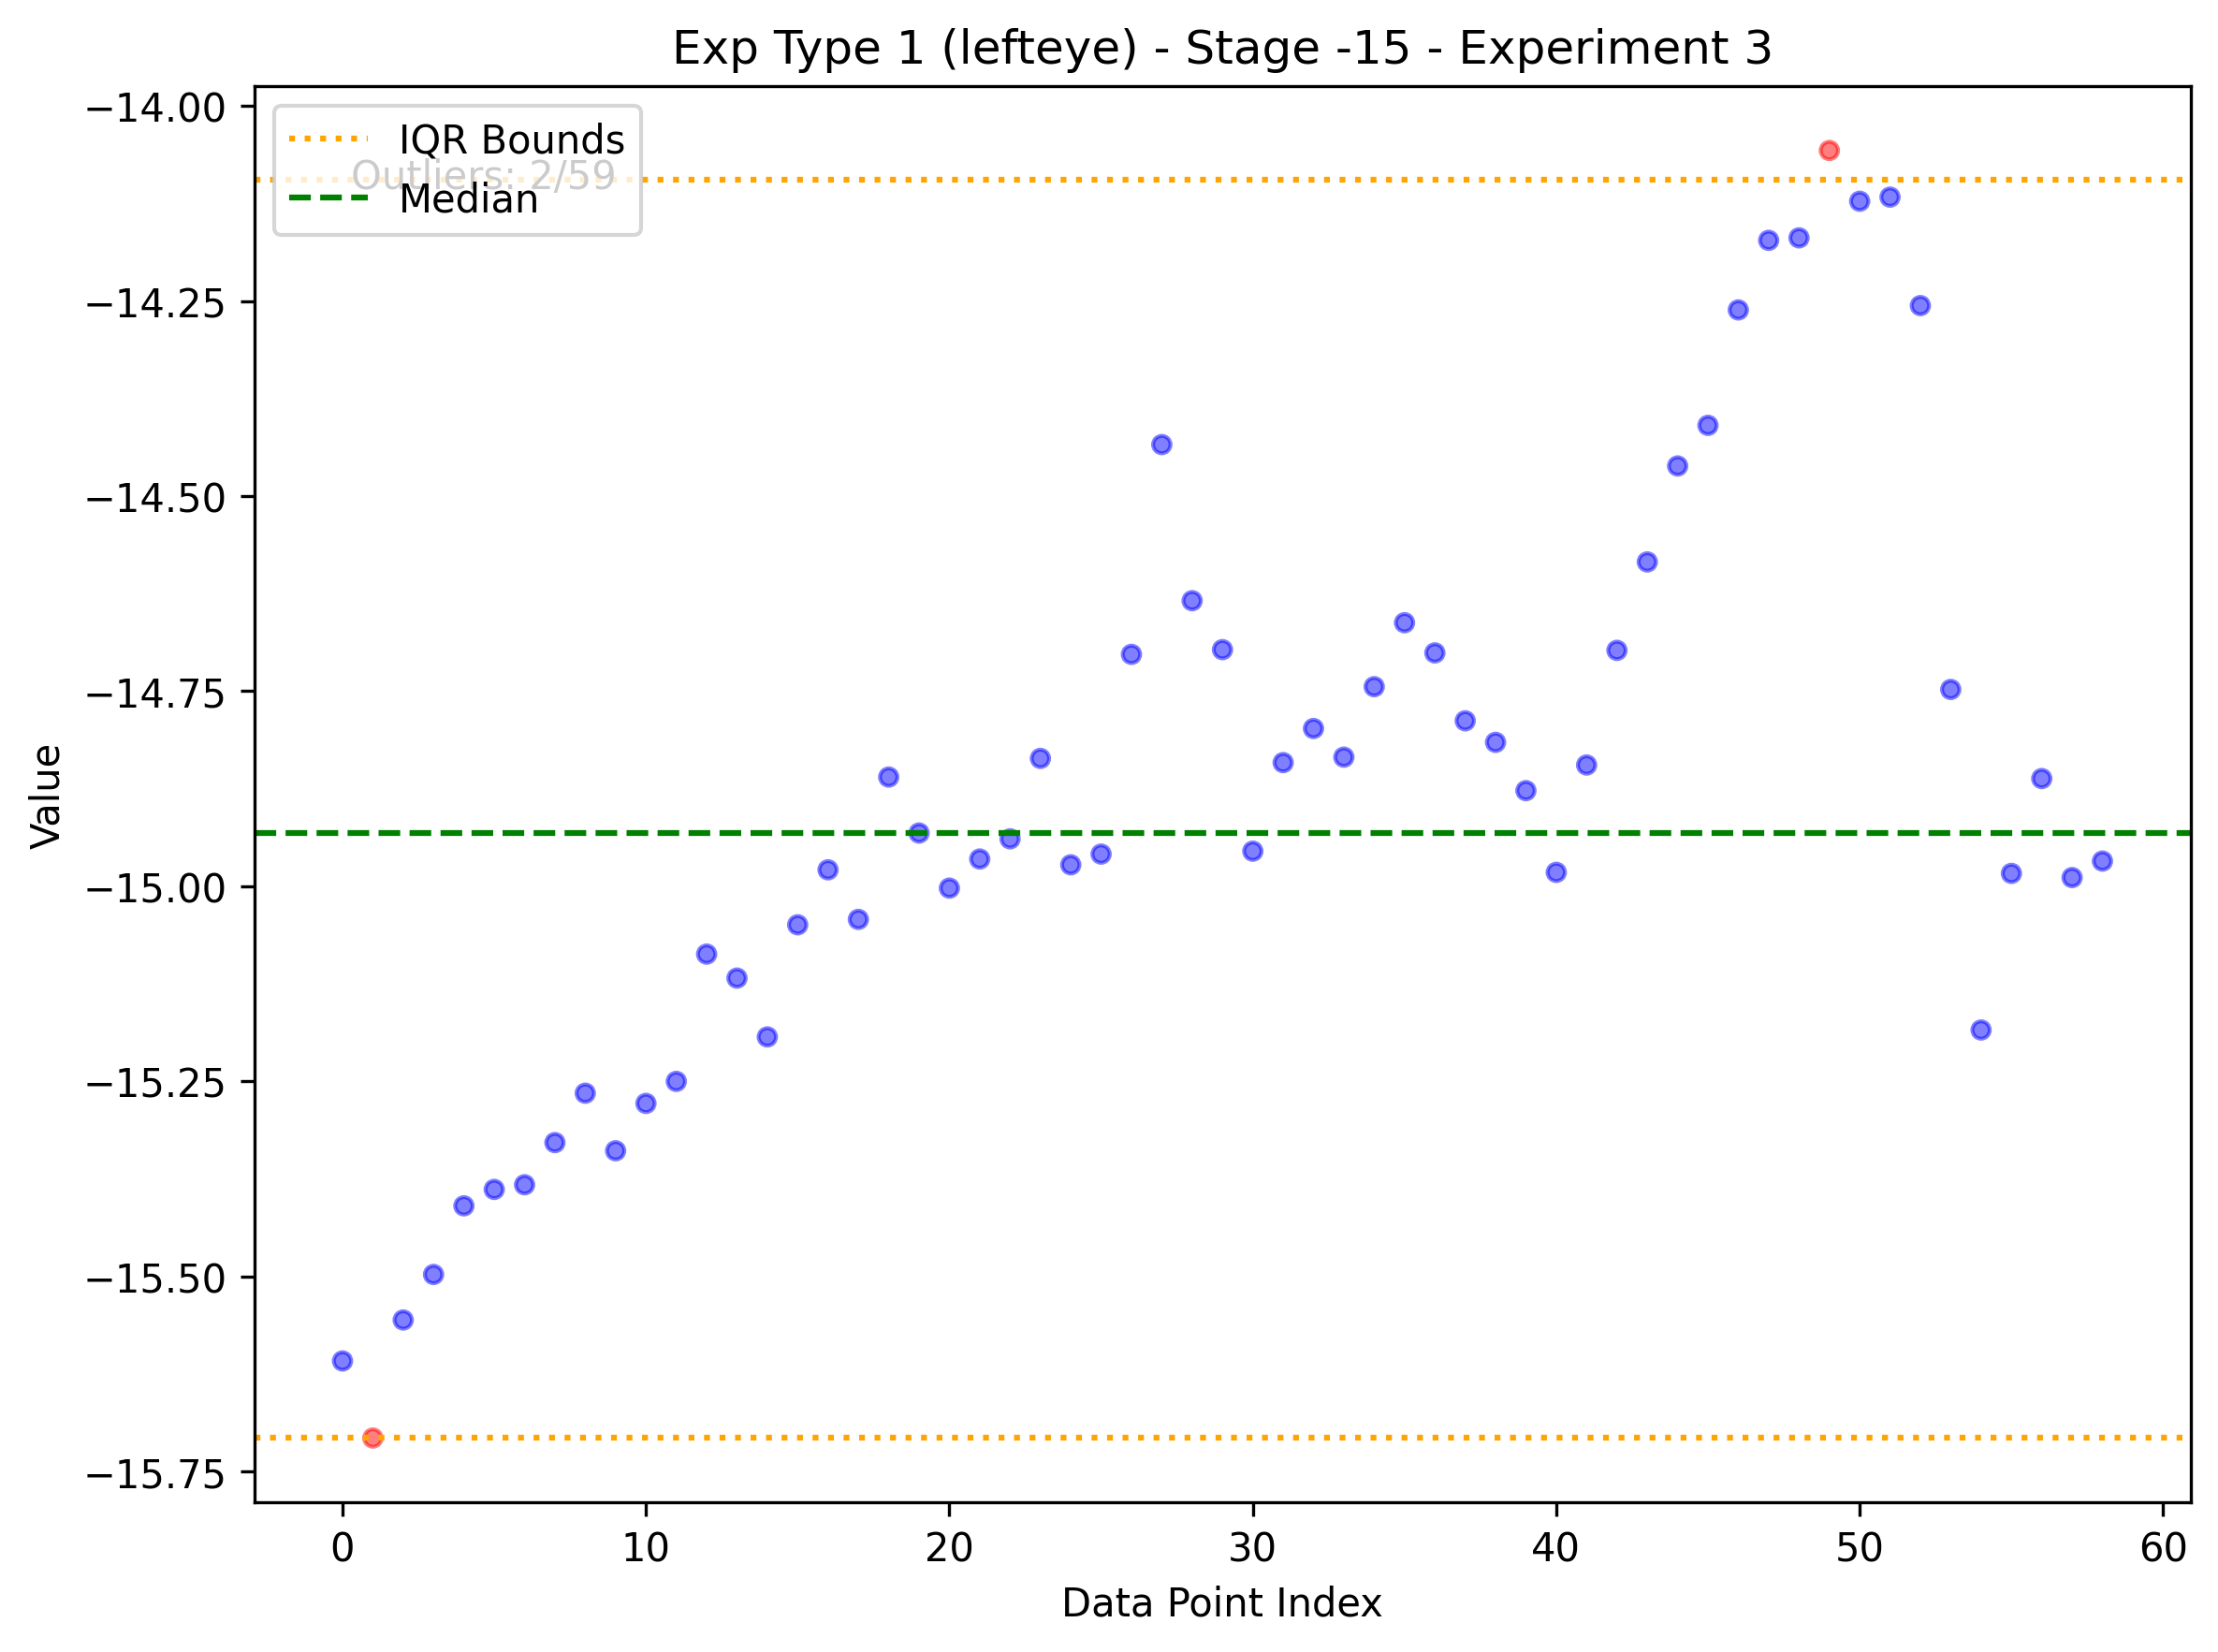 Exp Type 1 (lefteye) - Stage -15 - Experiment 3
IQR Bounds
Outliers: 2/59
Median
−14.00
−14.25
−14.50
−14.75
−15.00
−15.25
−15.50
−15.75
Value
0 10 20 30 40 50 60
Data Point Index